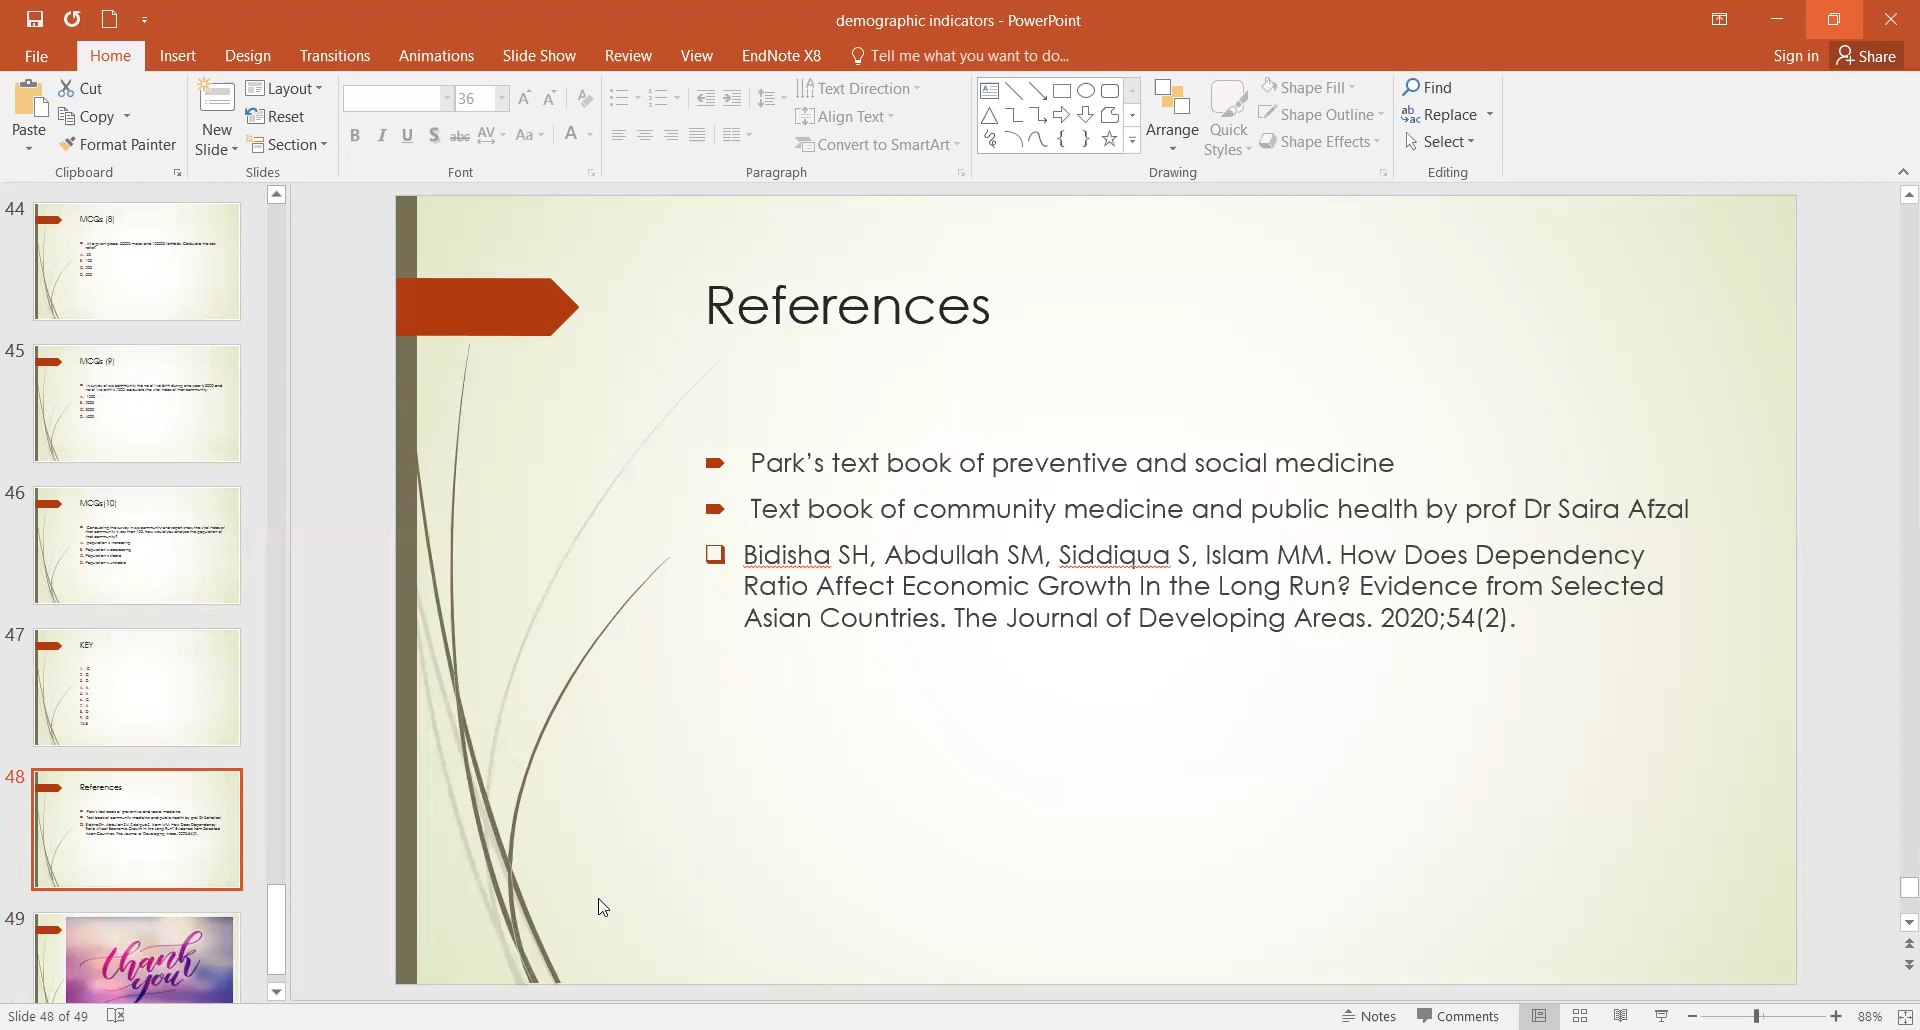 demographic indicators - PowerPoint
File Home Insert Design Transitions Animations Slide Show Review View EndNote X8 Tell me what you want to do... Sign in Share
Paste
Cut
Copy
Format Painter
Clipboard
New
Slide
Layout
Reset
Section
Slides
36
B I U S abc AV Aa A
Font
Text Direction
Align Text
Convert to SmartArt
Paragraph
Arrange
Quick
Styles
Shape Fill
Shape Outline
Shape Effects
Drawing
Find
Replace
Select
Editing
44
MCQs (8)
45
MCQs (9)
46
MCQs(10)
47
KEY
48
References
49
thank
you
References
Park’s text book of preventive and social medicine
Text book of community medicine and public health by prof Dr Saira Afzal
Bidisha SH, Abdullah SM, Siddiqua S, Islam MM. How Does Dependency
Ratio Affect Economic Growth In the Long Run? Evidence from Selected
Asian Countries. The Journal of Developing Areas. 2020;54(2).
Slide 48 of 49
Notes
Comments
88%